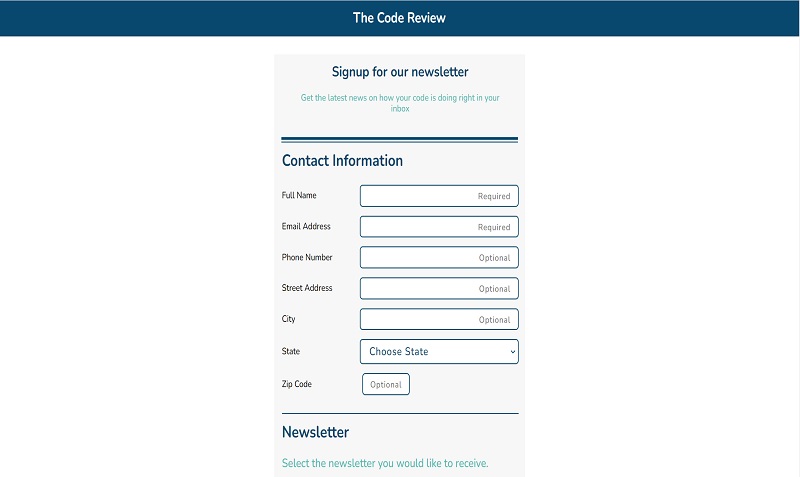 The Code Review
Signup for our newsletter
Get the latest news on how your code is doing right in your
inbox
Contact Information
Full Name Required
Email Address Required
Phone Number Optional
Street Address Optional
City Optional
State Choose State
Zip Code Optional
Newsletter
Select the newsletter you would like to receive.